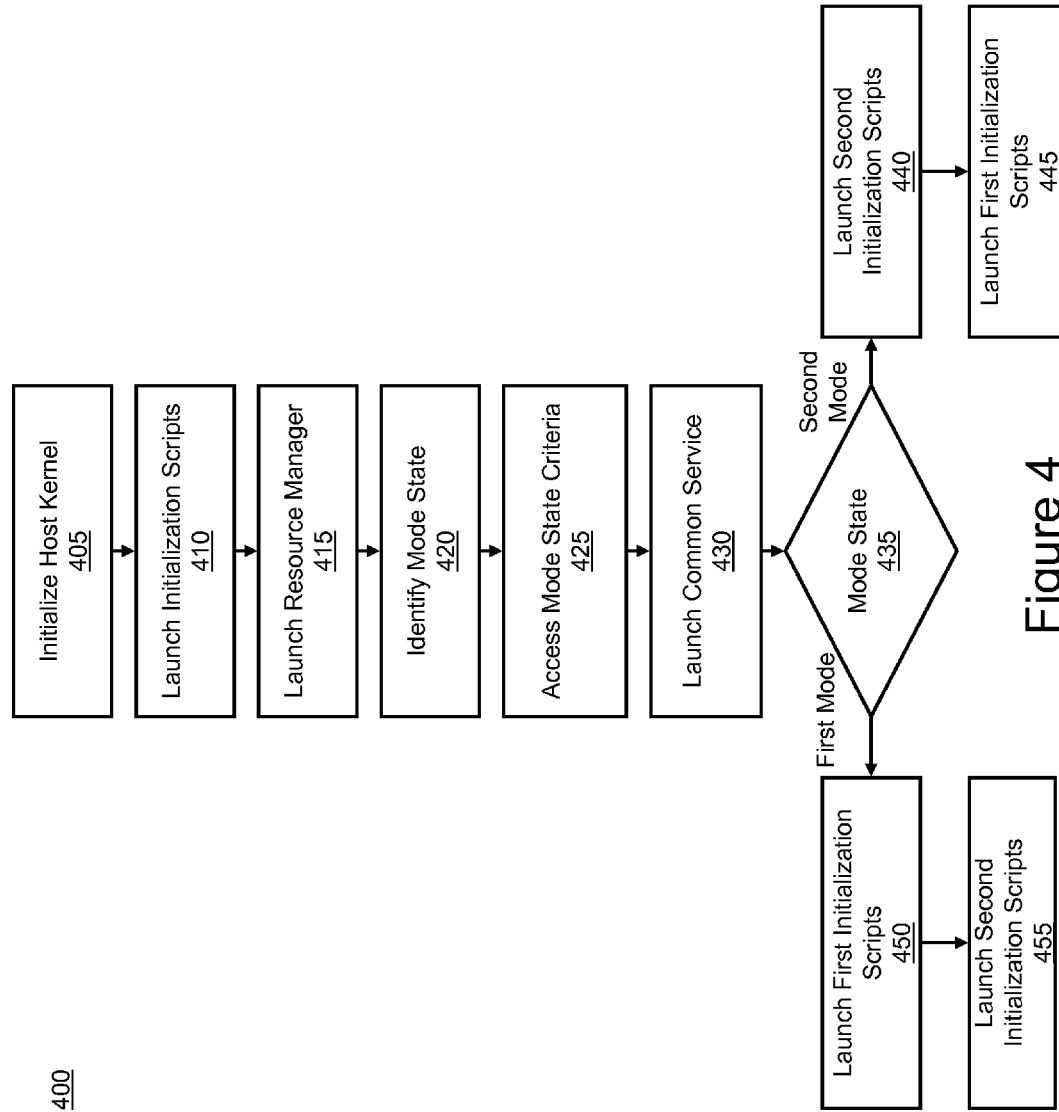 400
Initialize Host Kernel
405
Launch Initialization Scripts
410
Launch Resource Manager
415
Identify Mode State
420
Access Mode State Criteria
425
Launch Common Service
430
Mode State
435
First Mode
Second
Mode
Launch First Initialization
Scripts
450
Launch Second
Initialization Scripts
455
Launch Second
Initialization Scripts
440
Launch First Initialization
Scripts
445
Figure 4